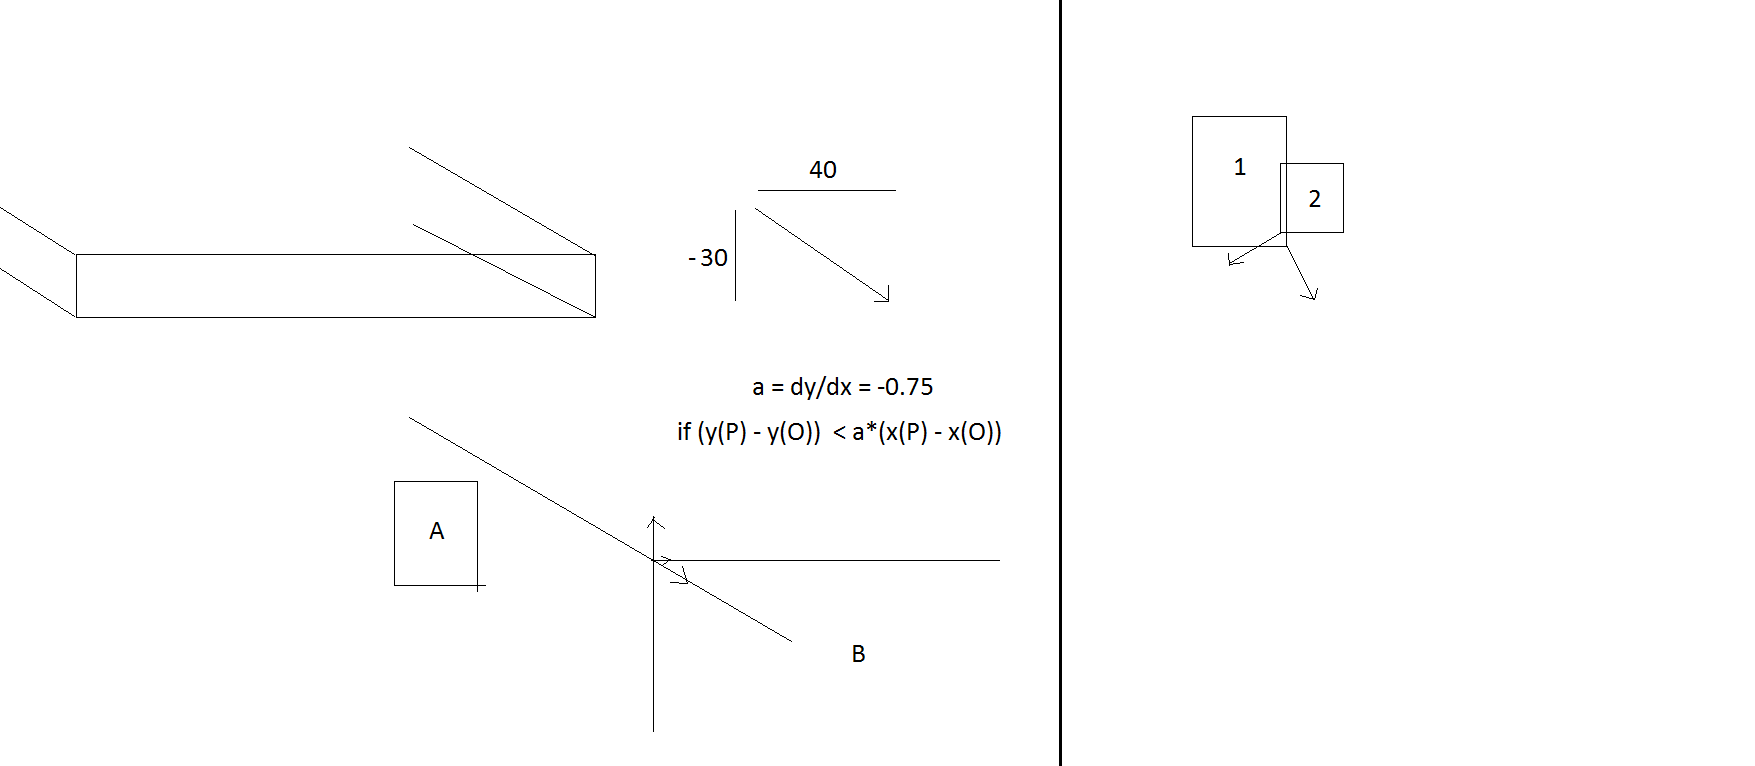 40
- 30
a = dy/dx = -0.75
if (y(P) - y(O)) < a*(x(P) - x(O))
A
B
1
2